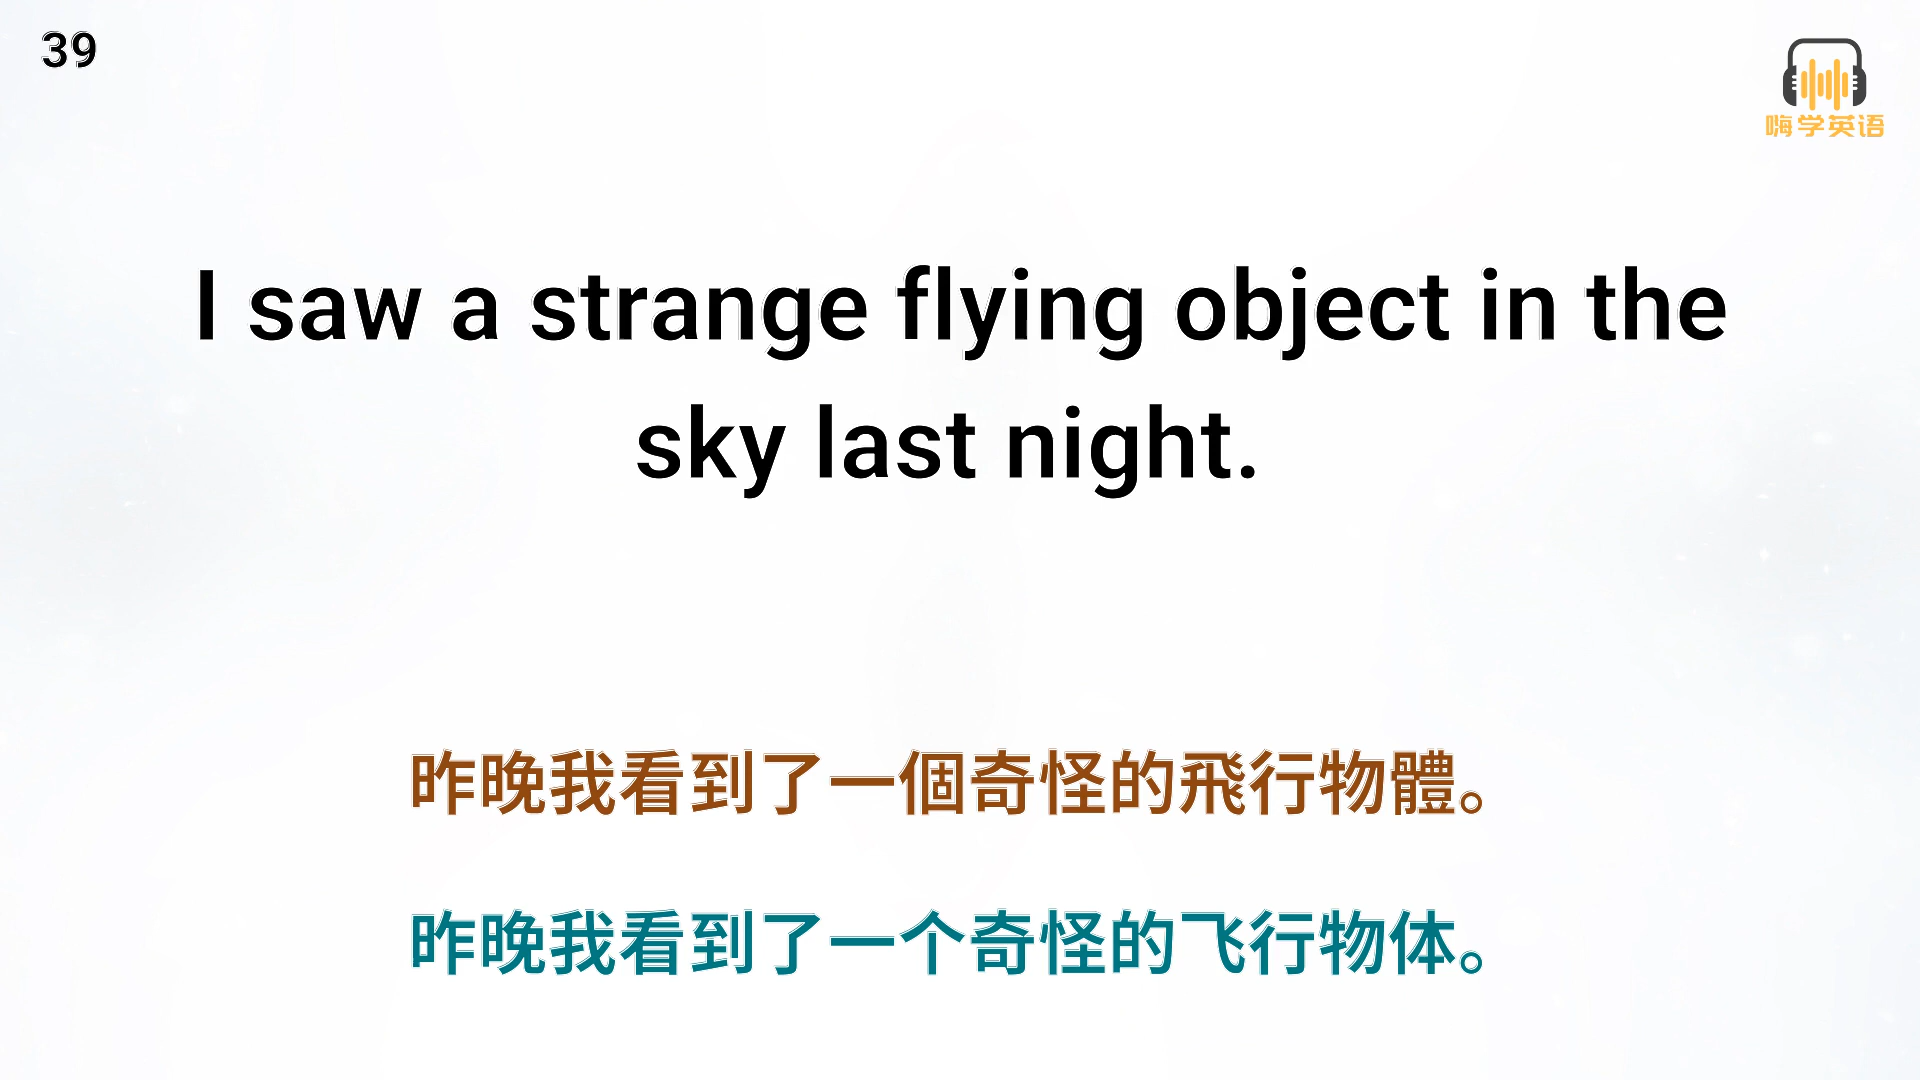 39
嗨学英语
I saw a strange flying object in the
sky last night.
昨晚我看到了一個奇怪的飛行物體。
昨晚我看到了一个奇怪的飞行物体。